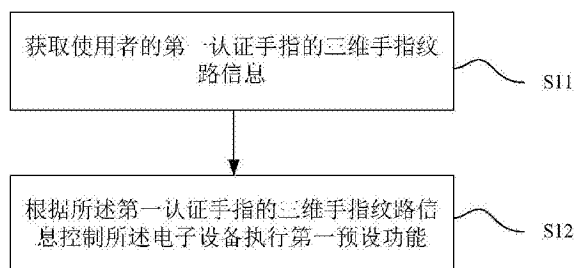 获取使用者的第一认证手指的三维手指纹
路信息
S11
根据所述第一认证手指的三维手指纹路信
息控制所述电子设备执行第一预设功能
S12